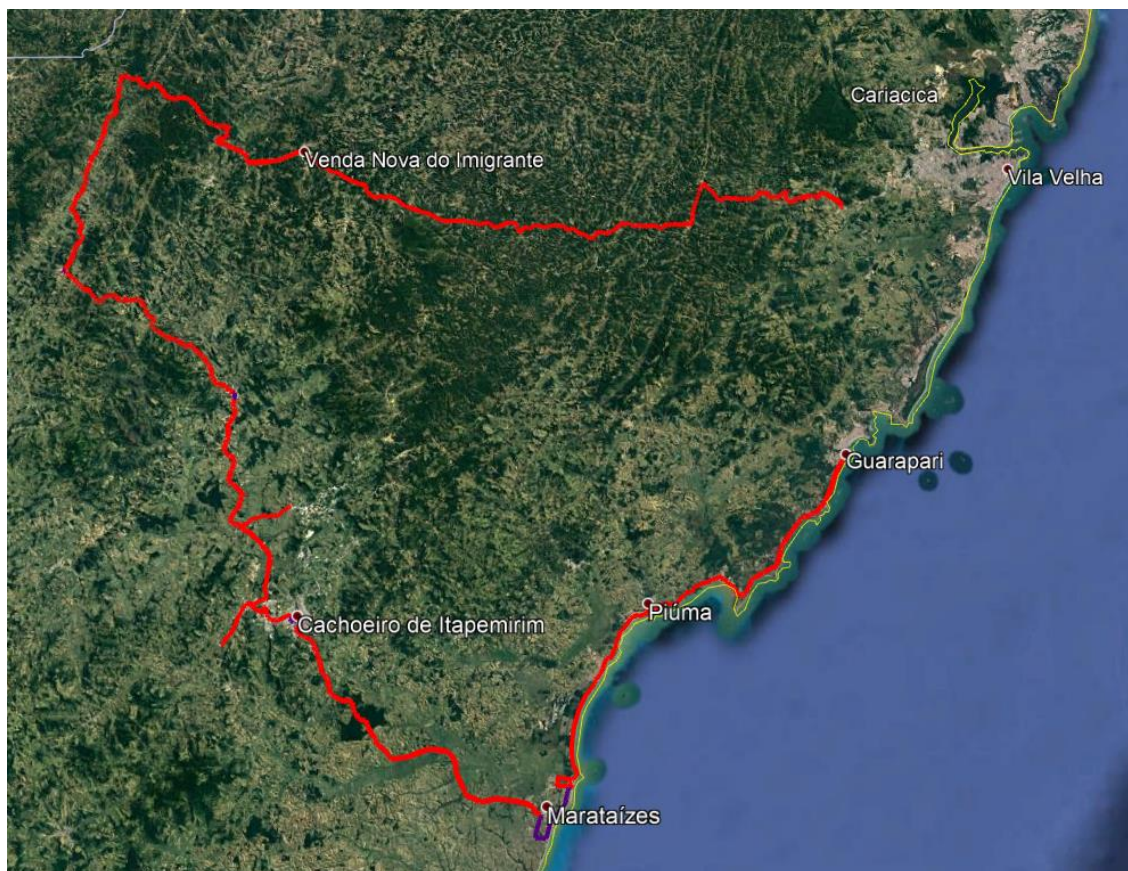 Cariacica
Venda Nova do Imigrante
Vila Velha
Guarapari
Piúma
Cachoeiro de Itapemirim
Marataízes